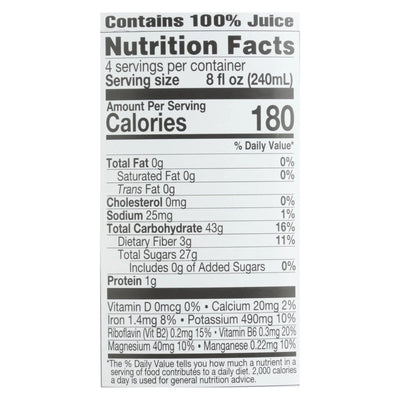 Contains 100% Juice
Nutrition Facts
4 servings per container
Serving size 8 fl oz (240mL)
Amount Per Serving
Calories 180
% Daily Value*
Total Fat 0g 0%
Saturated Fat 0g 0%
Trans Fat 0g
Cholesterol 0mg 0%
Sodium 25mg 1%
Total Carbohydrate 43g 16%
Dietary Fiber 3g 11%
Total Sugars 27g
Includes 0g of Added Sugars 0%
Protein 1g
Vitamin D 0mcg 0% • Calcium 20mg 2%
Iron 1.4mg 8% • Potassium 490mg 10%
Riboflavin (Vit B2) 0.2mg 15% • Vitamin B6 0.3mg 20%
Magnesium 40mg 10% • Manganese 0.22mg 10%
*The % Daily Value tells you how much a nutrient in a
serving of food contributes to a daily diet. 2,000 calories
a day is used for general nutrition advice.